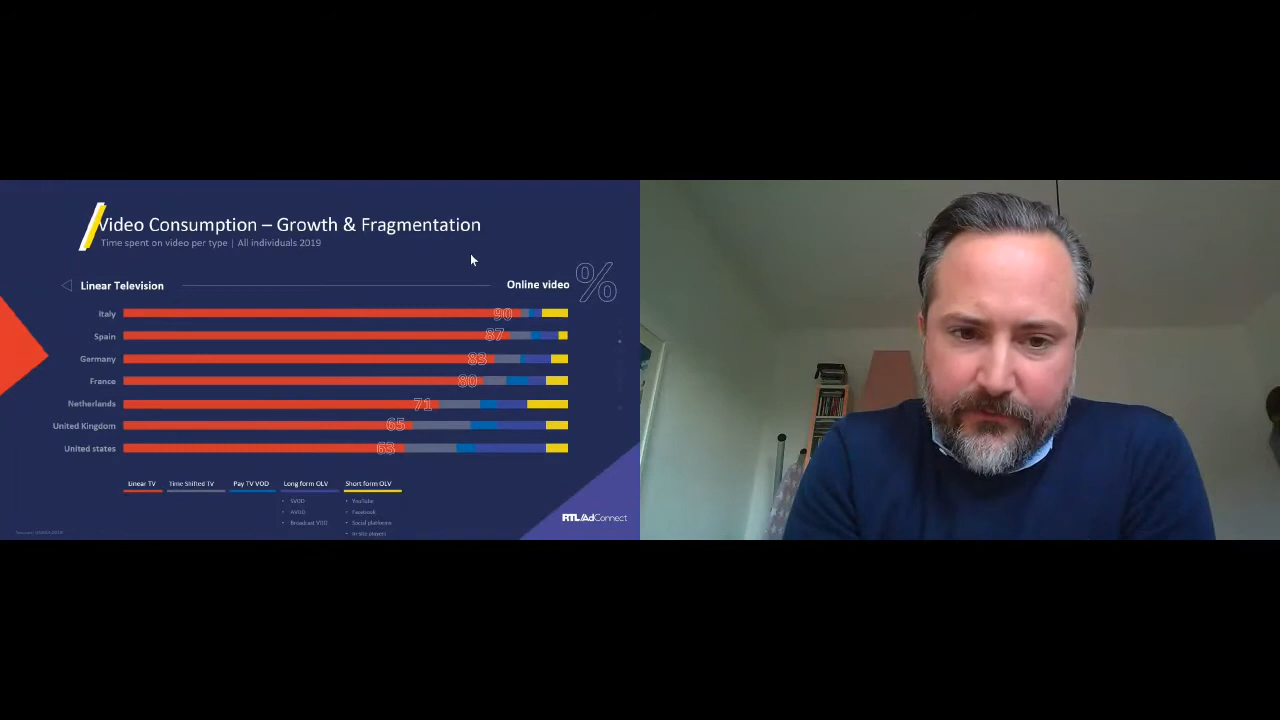 Video Consumption – Growth & Fragmentation
Time spent on video per type | All individuals 2019
Linear Television
Online video
%
Italy 90
Spain 87
Germany 83
France 80
Netherlands 71
United Kingdom 65
United states 63
Linear TV Time Shifted TV Pay TV VOD Long form OLV Short form OLV
• SVOD • YouTube
• AVOD • Facebook
• Broadcast VOD • Social platforms
• In-site players
RTL/AdConnect